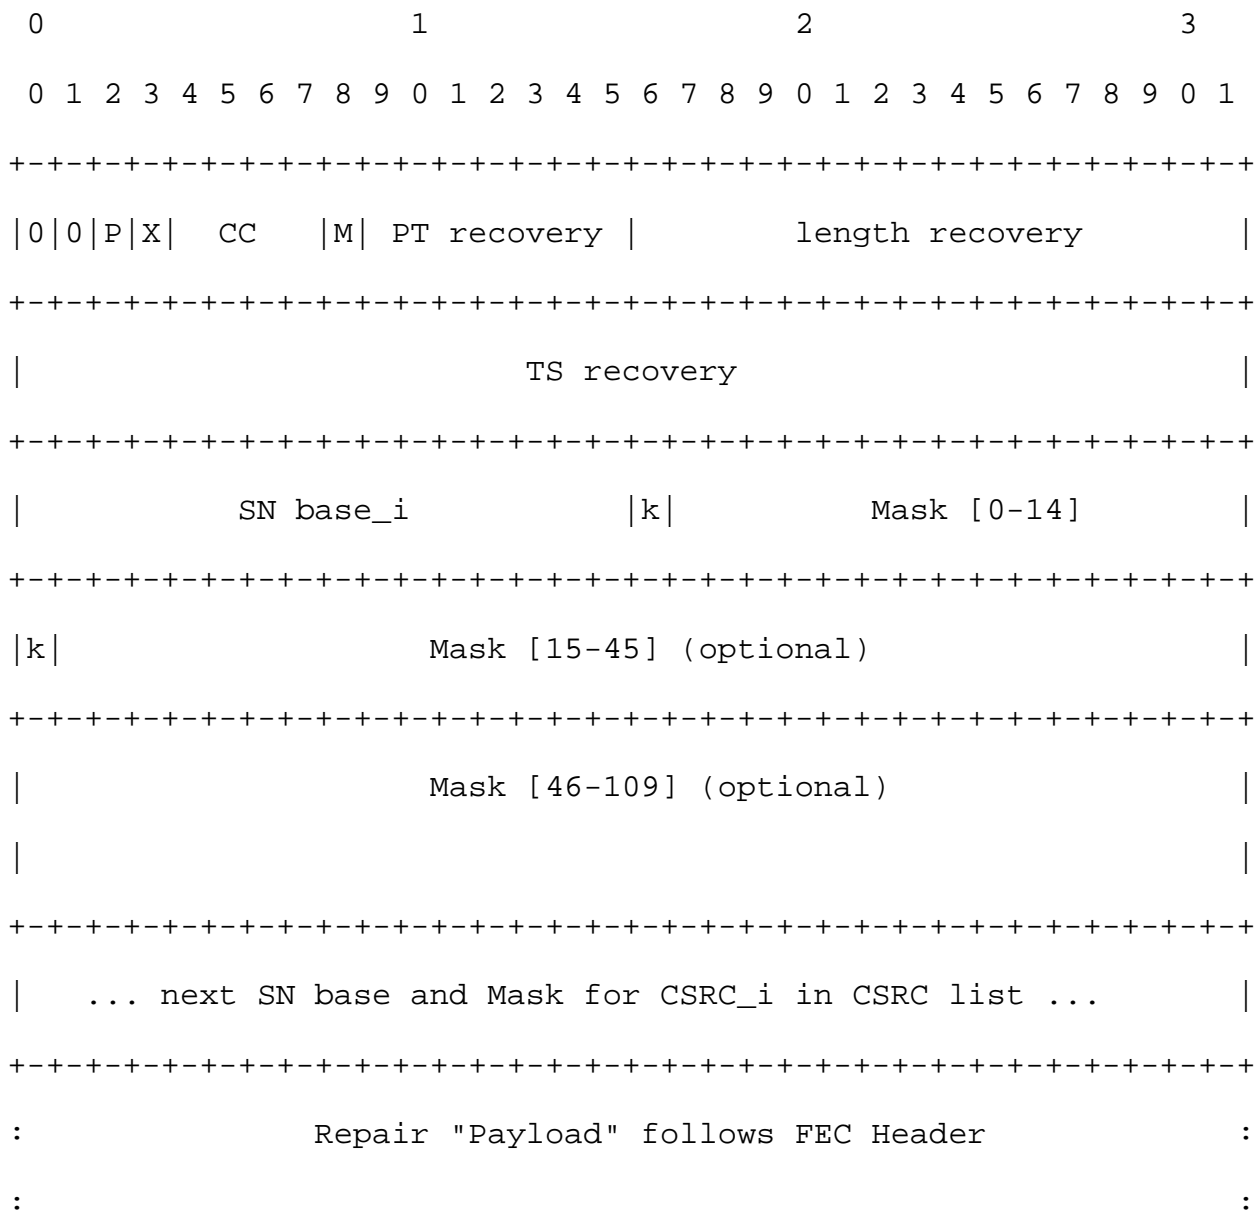 0                   1                   2                   3
 0 1 2 3 4 5 6 7 8 9 0 1 2 3 4 5 6 7 8 9 0 1 2 3 4 5 6 7 8 9 0 1
+-+-+-+-+-+-+-+-+-+-+-+-+-+-+-+-+-+-+-+-+-+-+-+-+-+-+-+-+-+-+-+-+
|0|0|P|X|  CC   |M| PT recovery |        length recovery        |
+-+-+-+-+-+-+-+-+-+-+-+-+-+-+-+-+-+-+-+-+-+-+-+-+-+-+-+-+-+-+-+-+
|                          TS recovery                          |
+-+-+-+-+-+-+-+-+-+-+-+-+-+-+-+-+-+-+-+-+-+-+-+-+-+-+-+-+-+-+-+-+
|           SN base_i           |k|          Mask [0-14]        |
+-+-+-+-+-+-+-+-+-+-+-+-+-+-+-+-+-+-+-+-+-+-+-+-+-+-+-+-+-+-+-+-+
|k|                   Mask [15-45] (optional)                   |
+-+-+-+-+-+-+-+-+-+-+-+-+-+-+-+-+-+-+-+-+-+-+-+-+-+-+-+-+-+-+-+-+
|                     Mask [46-109] (optional)                  |
|                                                               |
+-+-+-+-+-+-+-+-+-+-+-+-+-+-+-+-+-+-+-+-+-+-+-+-+-+-+-+-+-+-+-+-+
|   ... next SN base and Mask for CSRC_i in CSRC list ...       |
+-+-+-+-+-+-+-+-+-+-+-+-+-+-+-+-+-+-+-+-+-+-+-+-+-+-+-+-+-+-+-+-+
:               Repair "Payload" follows FEC Header             :
:                                                               :